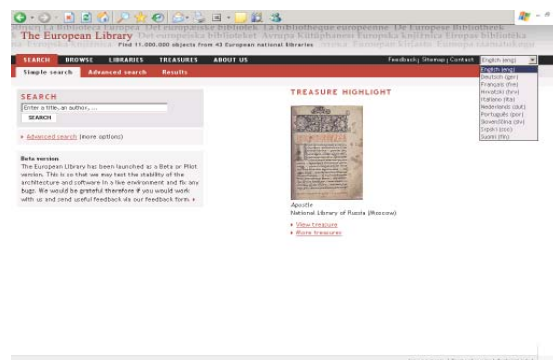 The European Library
Find 11.000.000 objects from 43 European national libraries
SEARCH BROWSE LIBRARIES TREASURES ABOUT US
Feedback| Sitemap| Contact
English (eng)
English (eng)
Deutsch (ger)
Français (fre)
Hrvatski (hrv)
Italiano (ita)
Nederlands (dut)
Português (por)
Slovenščina (slv)
Srpski (scc)
Suomi (fin)
Simple search Advanced search Results
SEARCH
Enter a title, an author, ...
SEARCH
Advanced search (more options)
Beta version
The European Library has been launched as a Beta or Pilot
version. This is so that we may test the stability of the
architecture and software in a live environment and fix any
bugs. We would be grateful therefore if you would work
with us and send useful feedback via our feedback form.
TREASURE HIGHLIGHT
Apostle
National Library of Russia (Moscow)
View treasure
More treasures